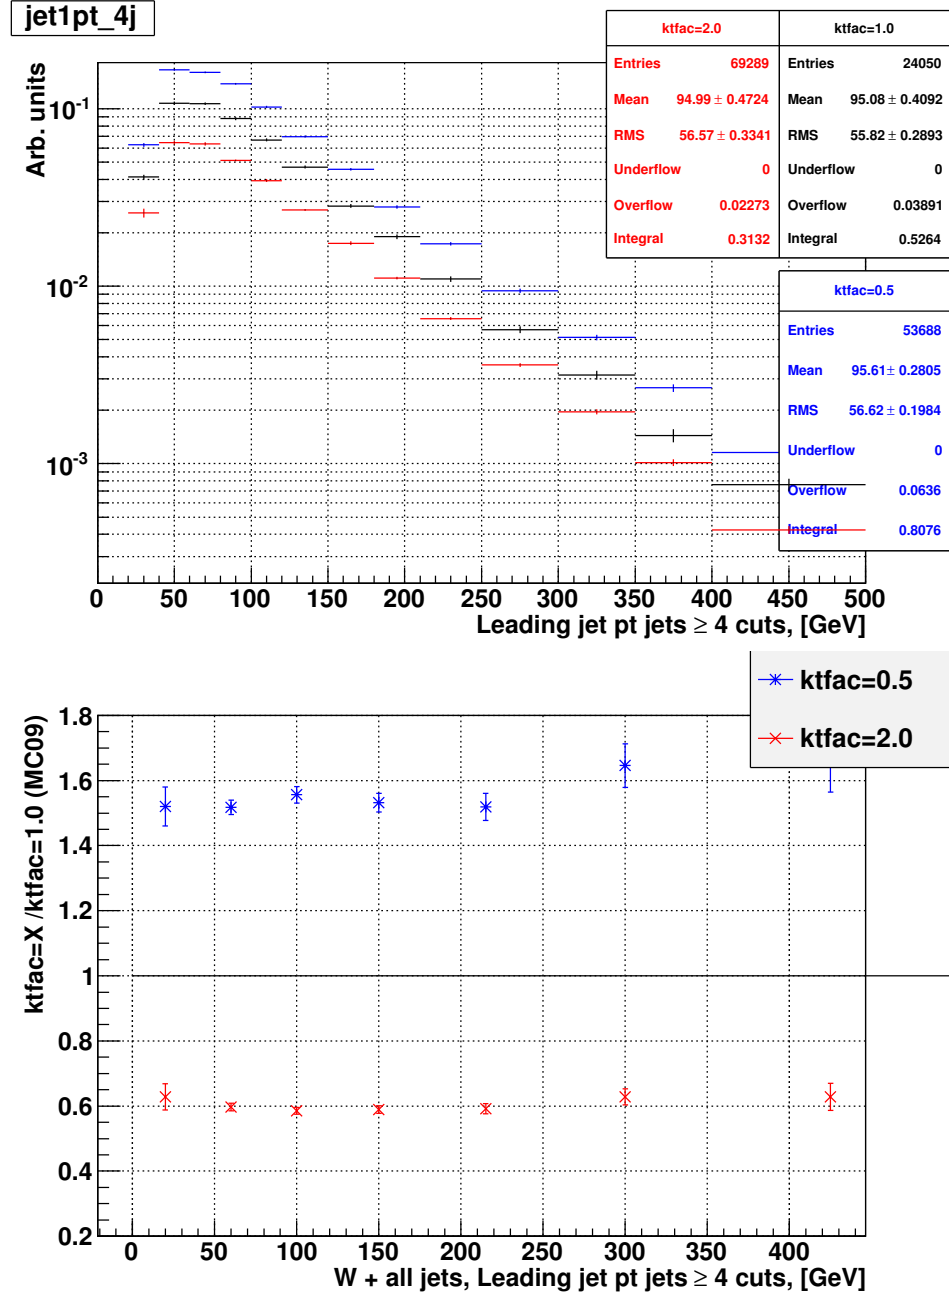 jet1pt_4j
ktfac=2.0
Entries 69289
Mean 94.99 ± 0.4724
RMS 56.57 ± 0.3341
Underflow 0
Overflow 0.02273
Integral 0.3132
ktfac=1.0
Entries 24050
Mean 95.08 ± 0.4092
RMS 55.82 ± 0.2893
Underflow 0
Overflow 0.03891
Integral 0.5264
ktfac=0.5
Entries 53688
Mean 95.61± 0.2805
RMS 56.62 ± 0.1984
Underflow 0
Overflow 0.0636
Integral 0.8076
Arb. units
10^-1
10^-2
10^-3
0 50 100 150 200 250 300 350 400 450 500
Leading jet pt jets ≥ 4 cuts, [GeV]
ktfac=0.5
ktfac=2.0
ktfac=X /ktfac=1.0 (MC09)
1.8
1.6
1.4
1.2
1
0.8
0.6
0.4
0.2
0 50 100 150 200 250 300 350 400
W + all jets, Leading jet pt jets ≥ 4 cuts, [GeV]